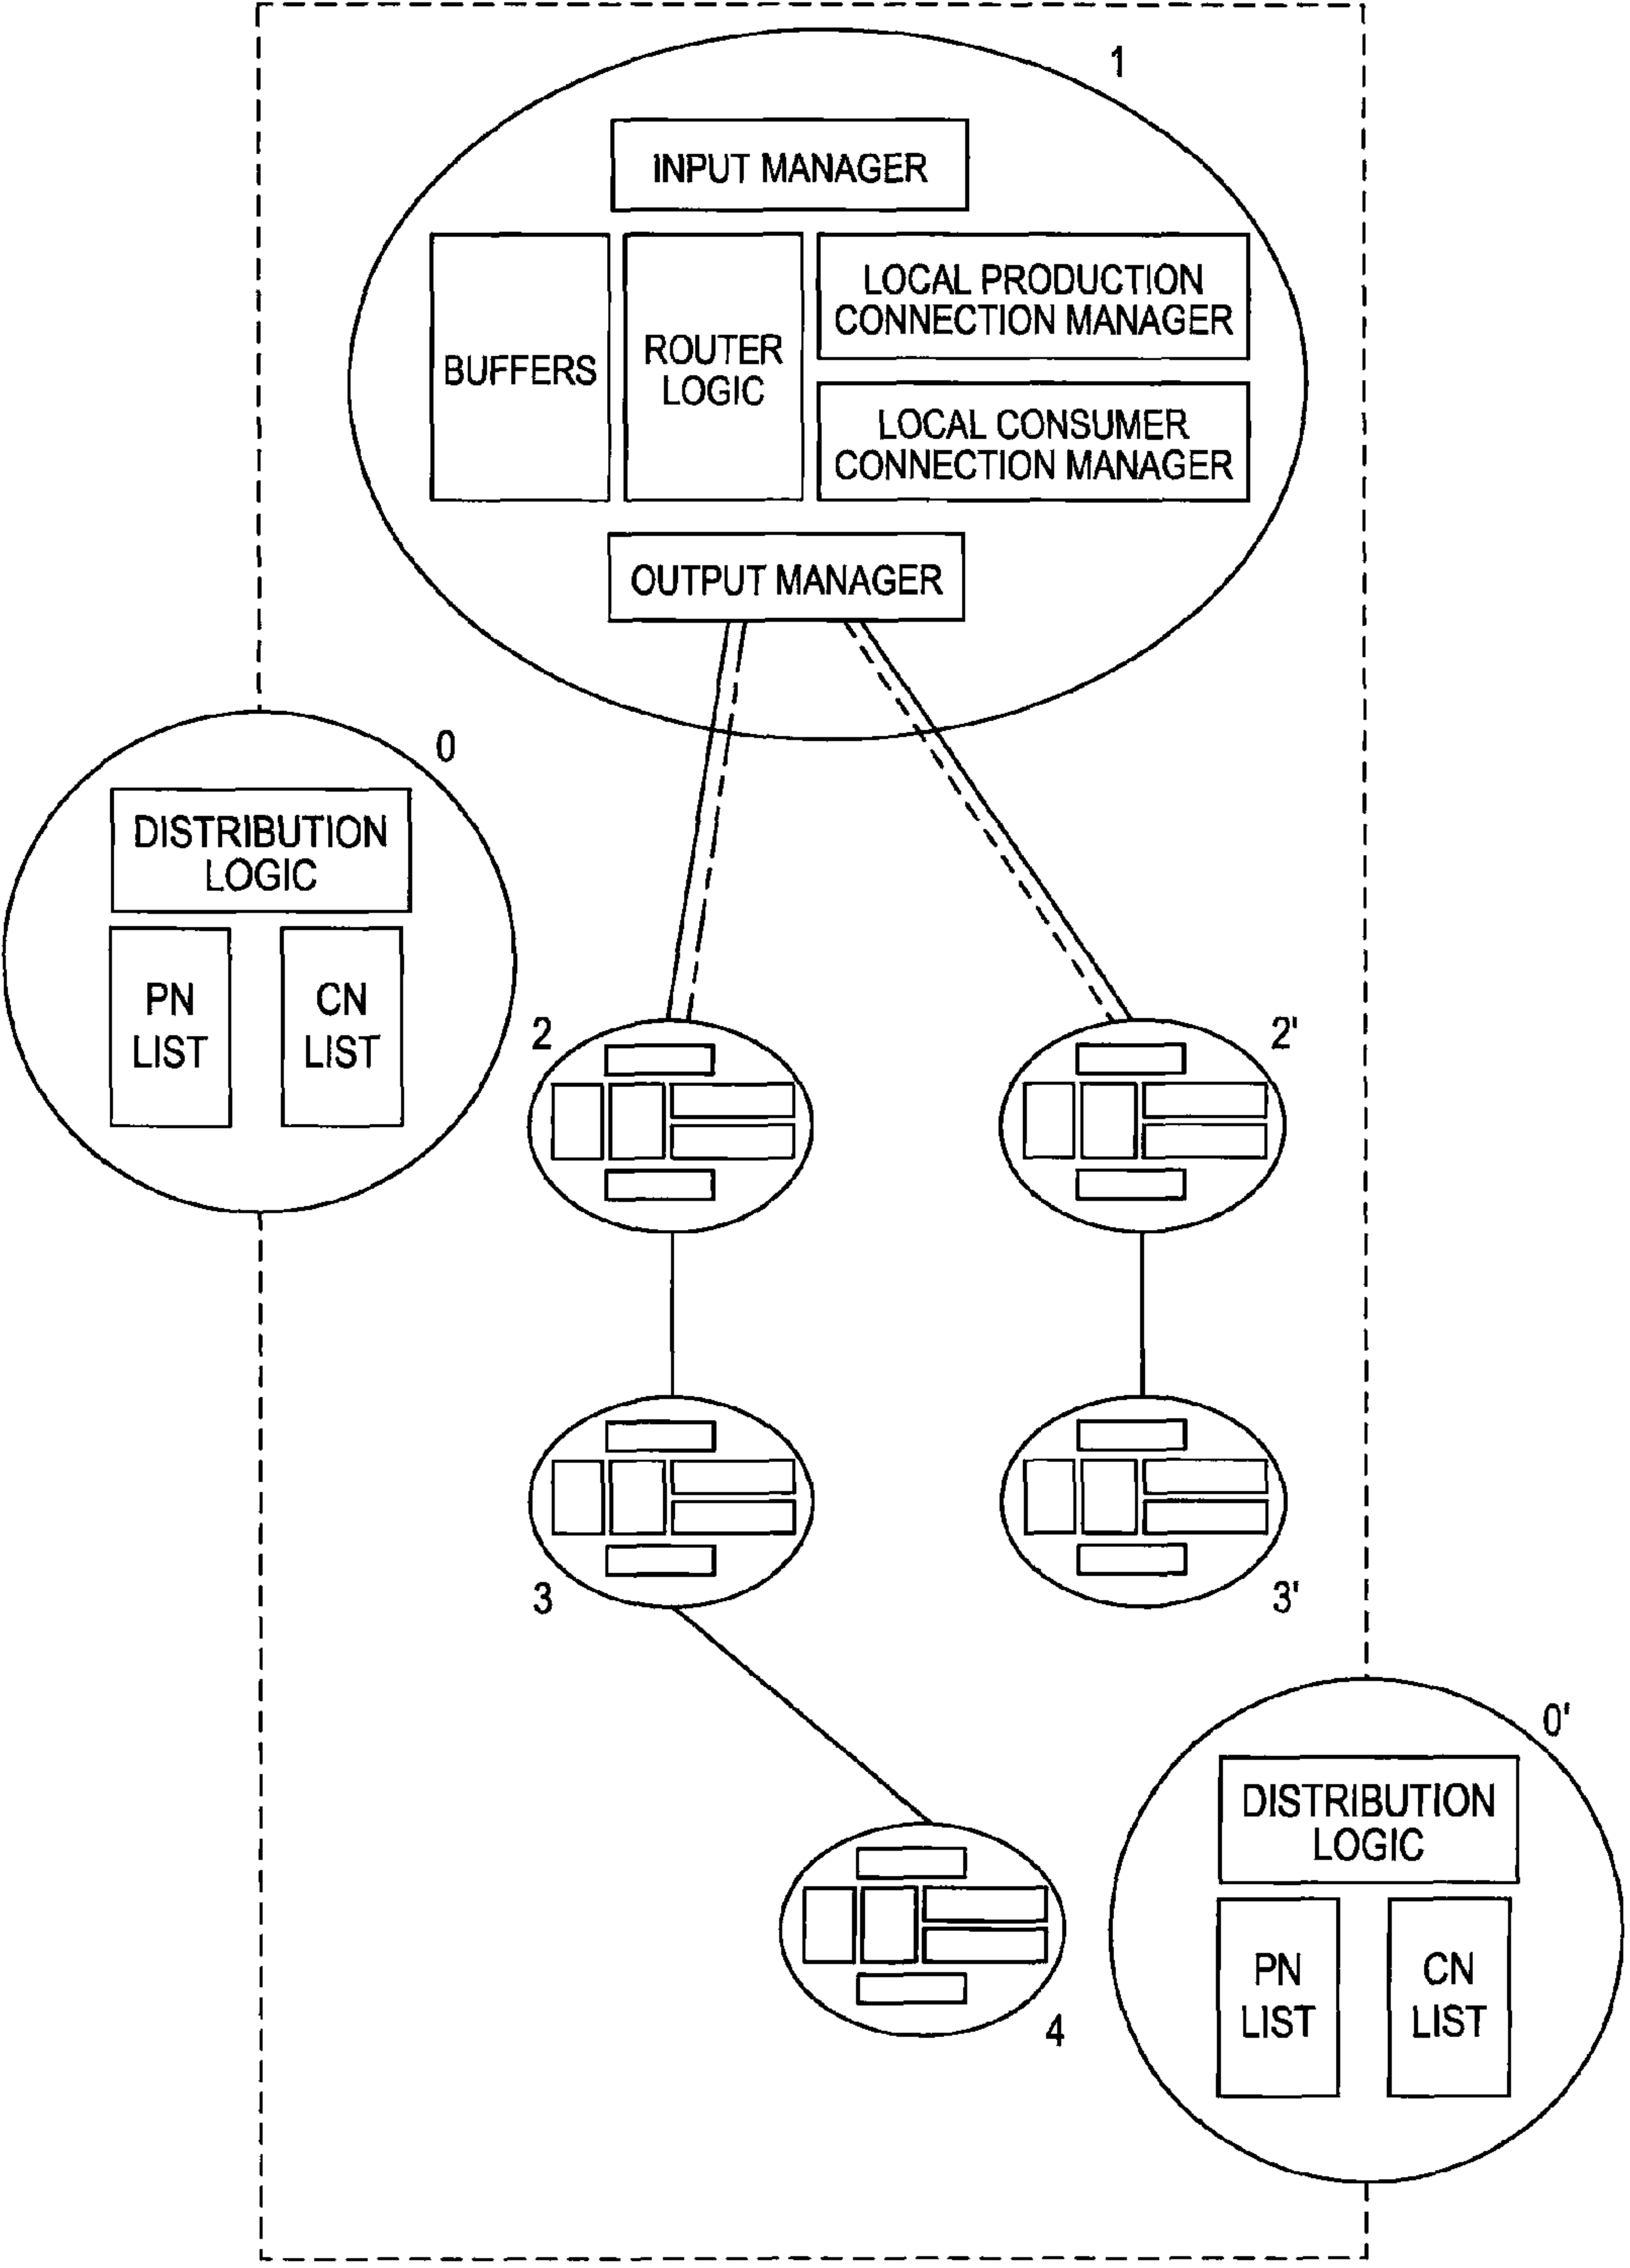 1
INPUT MANAGER
BUFFERS
ROUTER
LOGIC
LOCAL PRODUCTION
CONNECTION MANAGER
LOCAL CONSUMER
CONNECTION MANAGER
OUTPUT MANAGER
0
DISTRIBUTION
LOGIC
PN
LIST
CN
LIST
2
2'
3
3'
4
0'
DISTRIBUTION
LOGIC
PN
LIST
CN
LIST